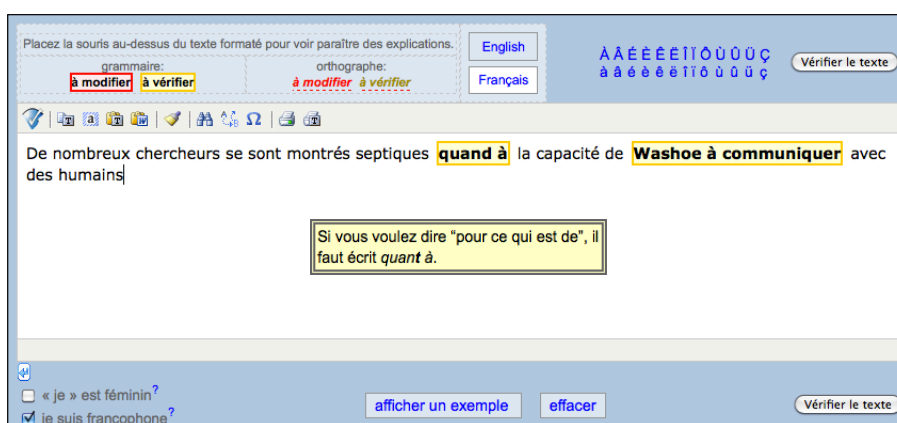 Placez la souris au-dessus du texte formaté pour voir paraître des explications.
grammaire:
à modifier à vérifier
orthographe:
à modifier à vérifier
English
Français
À Â É È Ê Ë Î Ï Ô Ù Û Ü Ç
à â é è ê ë î ï ô ù û ü ç
Vérifier le texte
De nombreux chercheurs se sont montrés septiques quand à la capacité de Washoe à communiquer avec
des humains
Si vous voulez dire “pour ce qui est de”, il
faut écrit quant à.
« je » est féminin?
je suis francophone?
afficher un exemple
effacer
Vérifier le texte